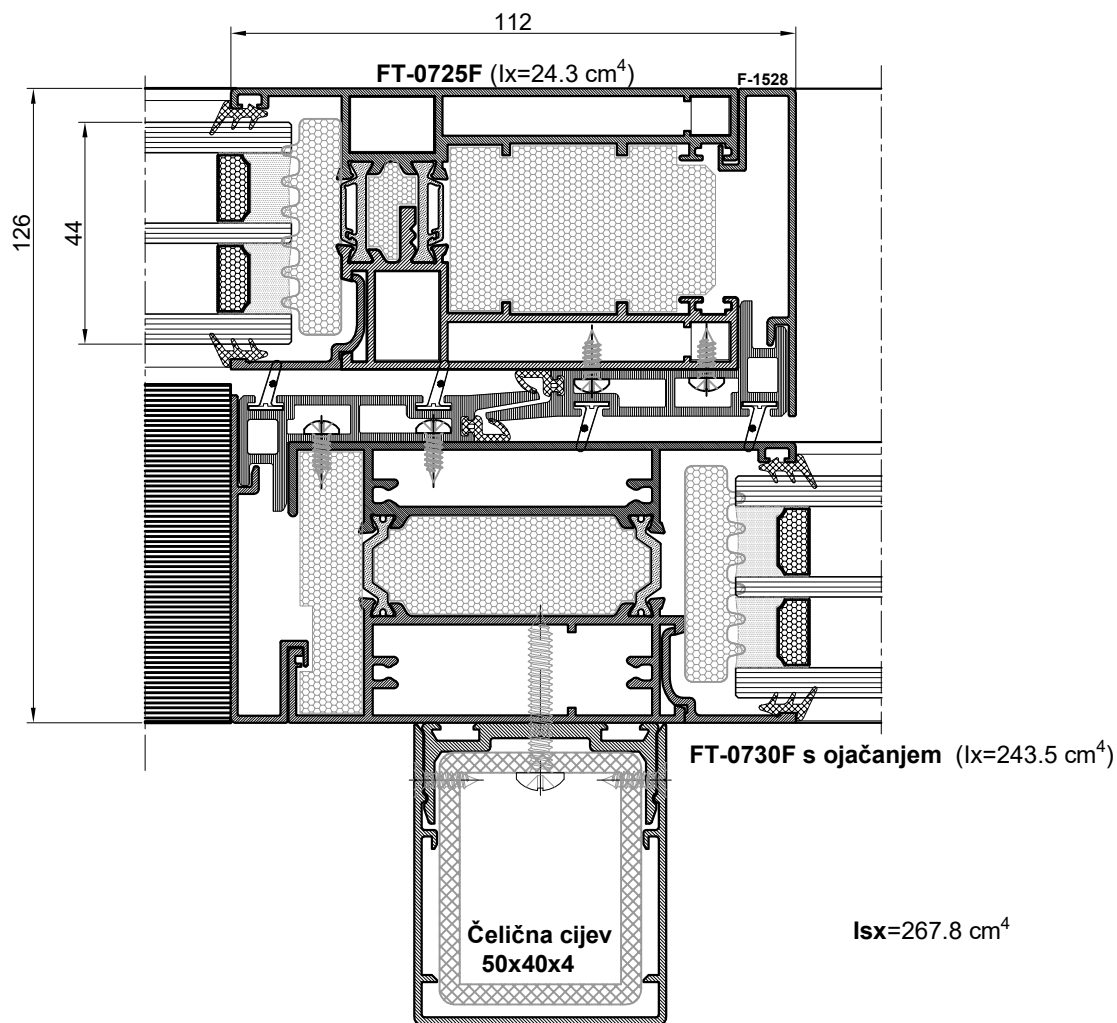 112
FT-0725F (Ix=24.3 cm⁴)
F-1528
126
44
FT-0730F s ojačanjem (Ix=243.5 cm⁴)
Čelična cijev
50x40x4
Isx=267.8 cm⁴